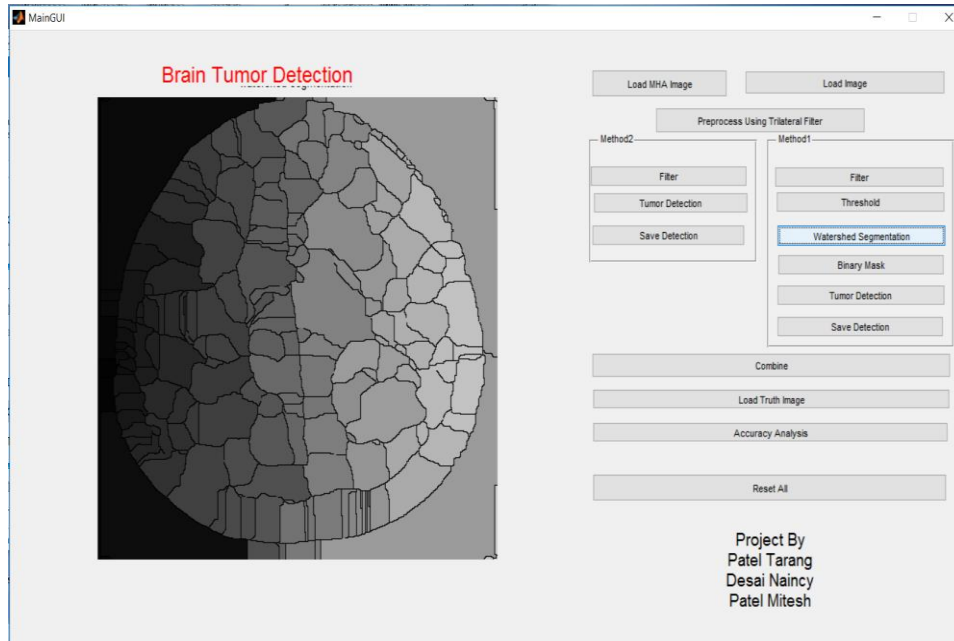 MainGUI
Brain Tumor Detection
Watershed Segmentation
Load MHA Image
Load Image
Preprocess Using Trilateral Filter
Method2
Filter
Tumor Detection
Save Detection
Method1
Filter
Threshold
Watershed Segmentation
Binary Mask
Tumor Detection
Save Detection
Combine
Load Truth Image
Accuracy Analysis
Reset All
Project By
Patel Tarang
Desai Naincy
Patel Mitesh